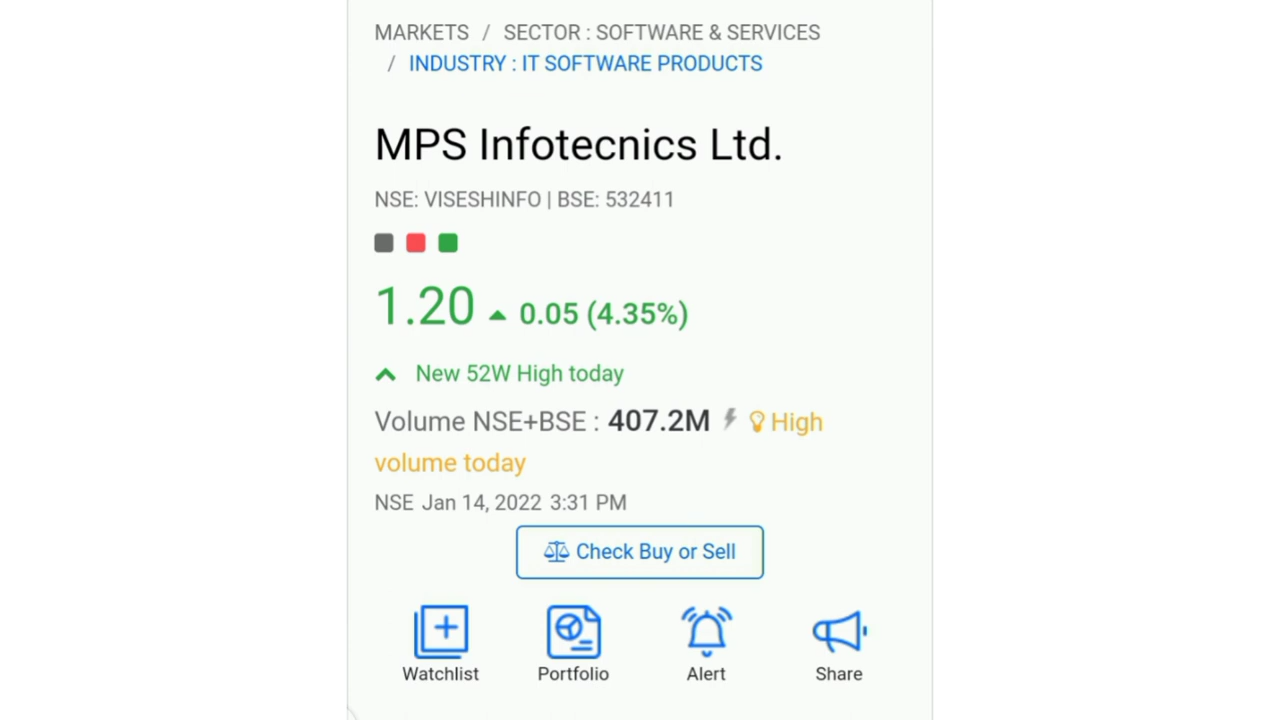 MARKETS / SECTOR : SOFTWARE & SERVICES
/ INDUSTRY : IT SOFTWARE PRODUCTS
MPS Infotecnics Ltd.
NSE: VISESHINFO | BSE: 532411
1.20 ▲ 0.05 (4.35%)
New 52W High today
Volume NSE+BSE : 407.2M High
volume today
NSE Jan 14, 2022 3:31 PM
Check Buy or Sell
Watchlist Portfolio Alert Share